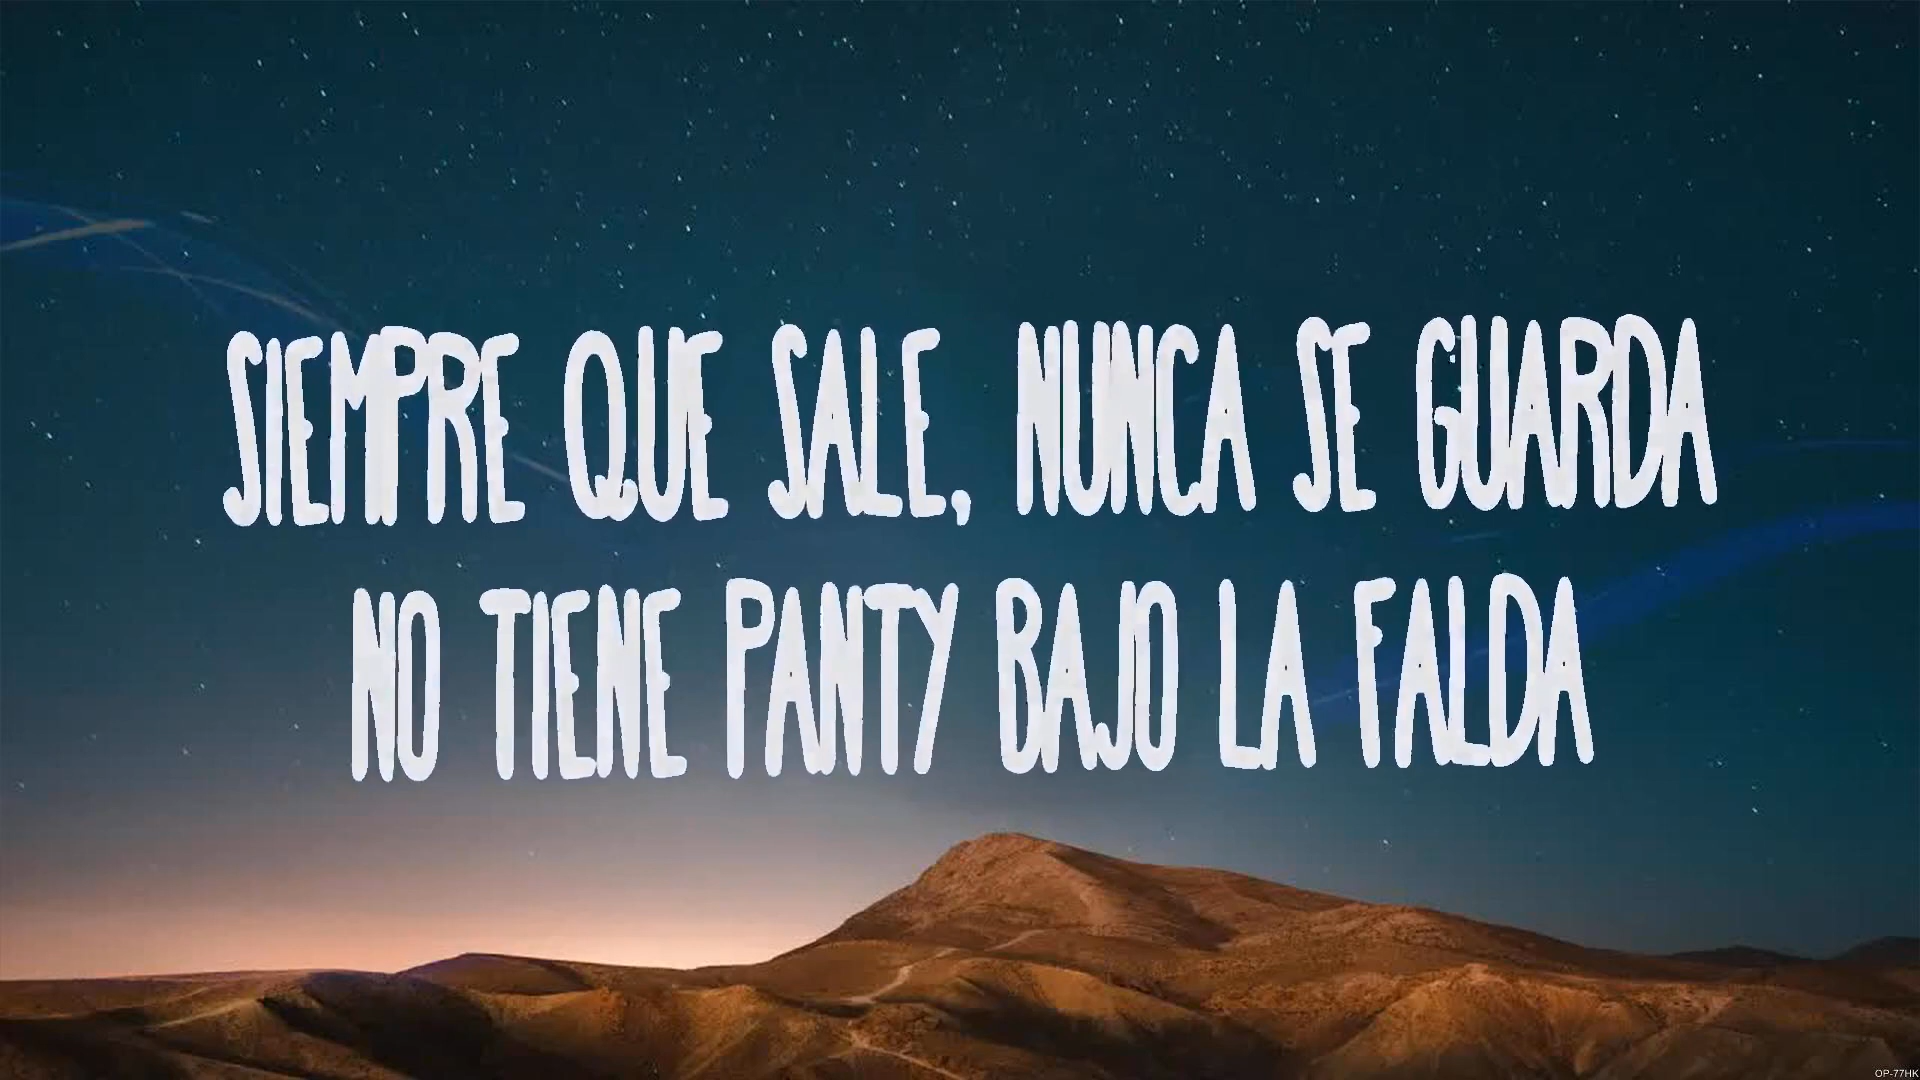 SIEMPRE QUE SALE, NUNCA SE GUARDA
NO TIENE PANTY BAJO LA FALDA
OP-77HK